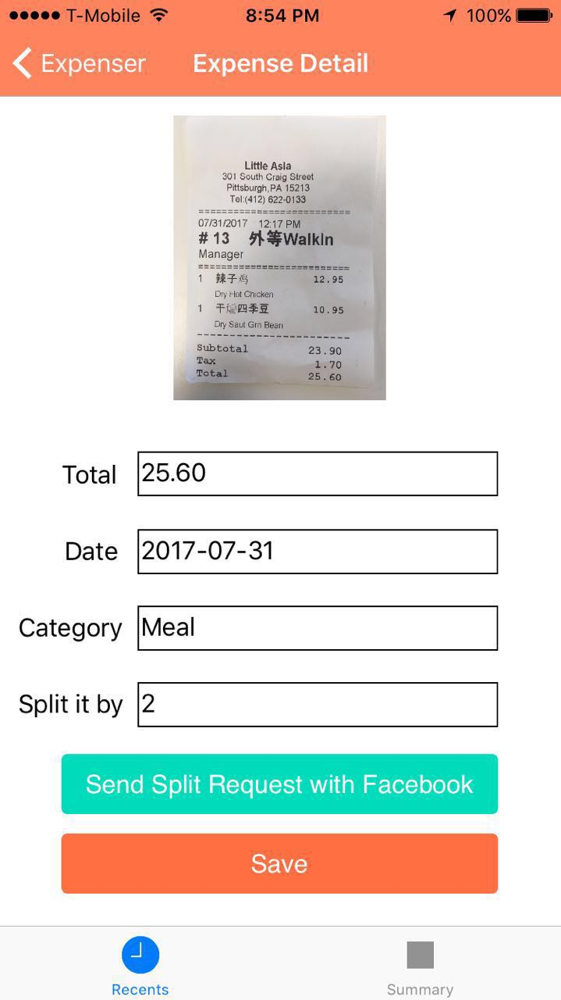 T-Mobile 8:54 PM 100%
Expenser Expense Detail
Little Asia
301 South Craig Street
Pittsburgh,PA 15213
Tel:(412) 622-0133
==========================
07/31/2017 12:17 PM
# 13 外等WalkIn
Manager
==========================
1 辣子鸡 12.95
Dry Hot Chicken
1 干煸四季豆 10.95
Dry Saut Grn Bean
--------------------------
Subtotal 23.90
Tax 1.70
Total 25.60
Total 25.60
Date 2017-07-31
Category Meal
Split it by 2
Send Split Request with Facebook
Save
Recents Summary